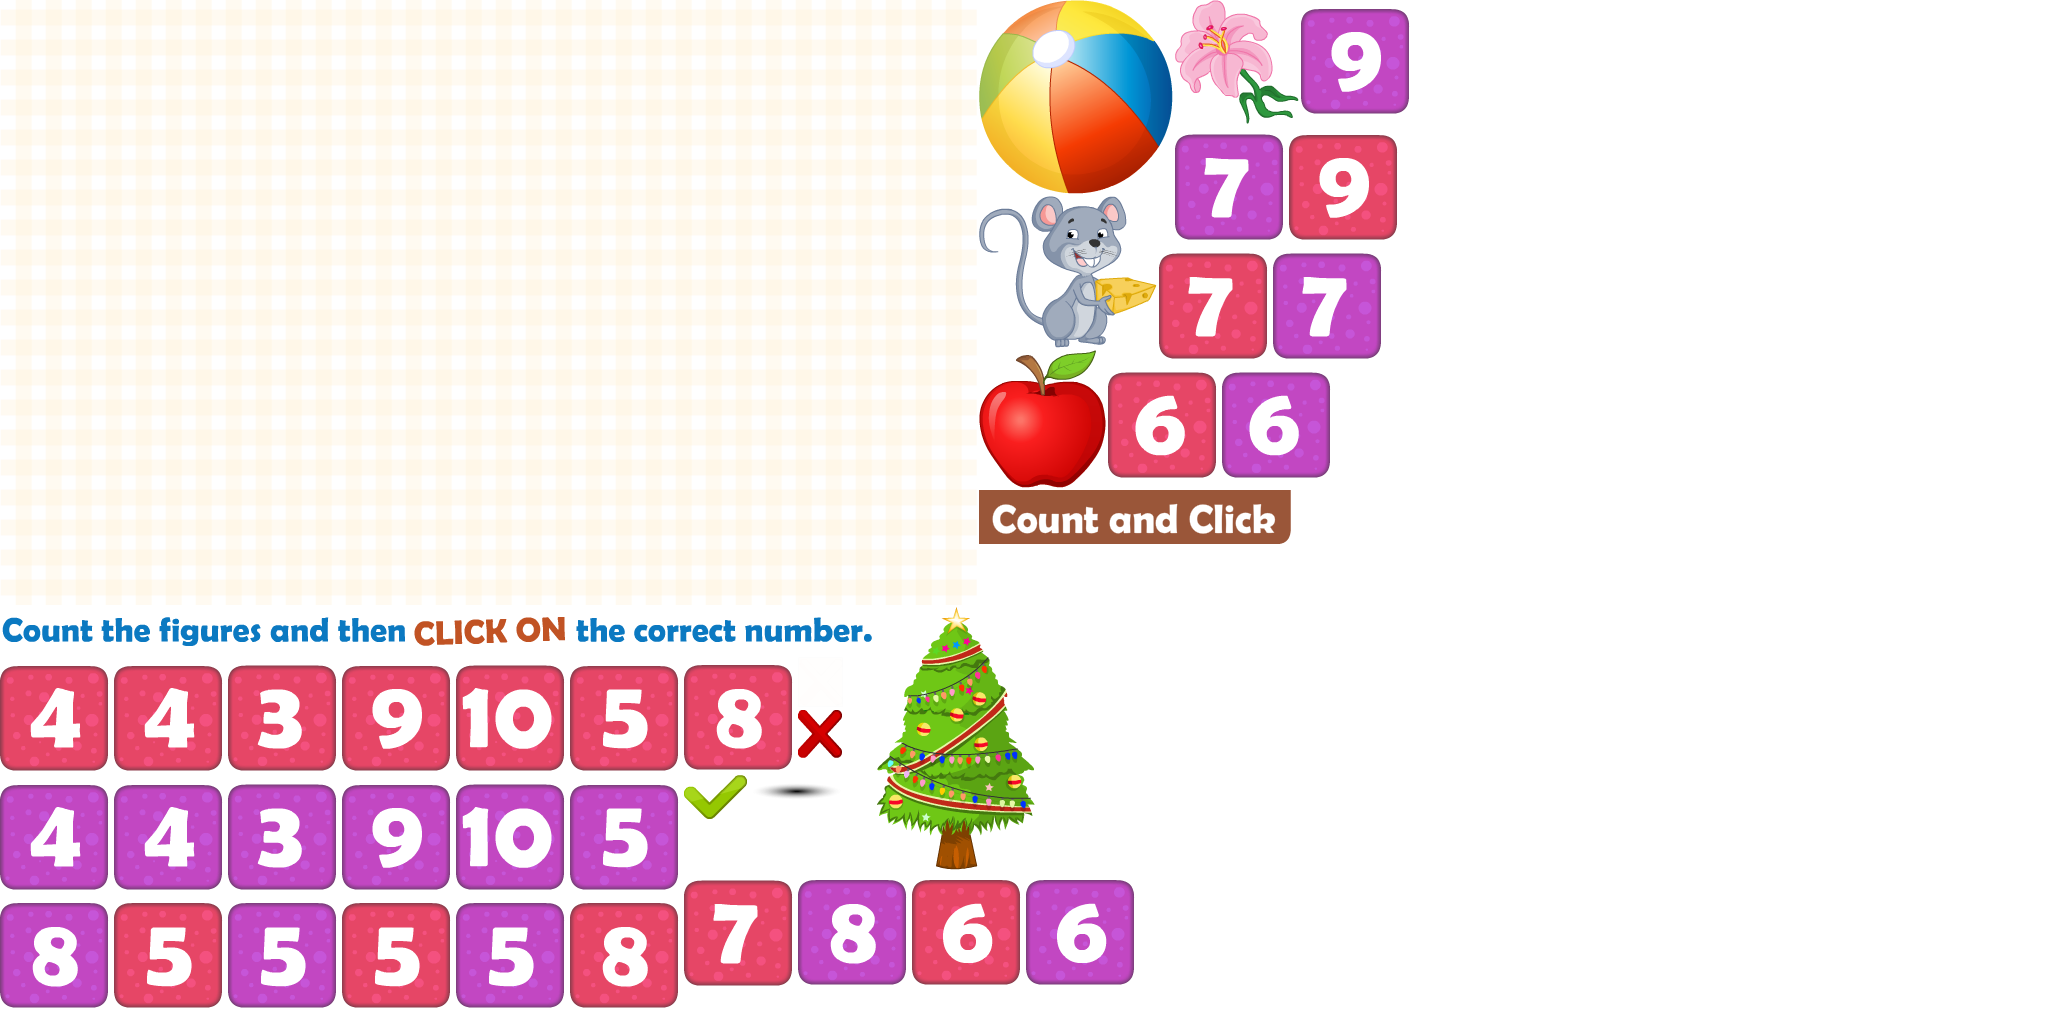 9
7 9
7 7
6 6
Count and Click
Count the figures and then CLICK ON the correct number.
4 4 3 9 10 5 8
4 4 3 9 10 5
7 8 6 6
8 5 5 5 5 8